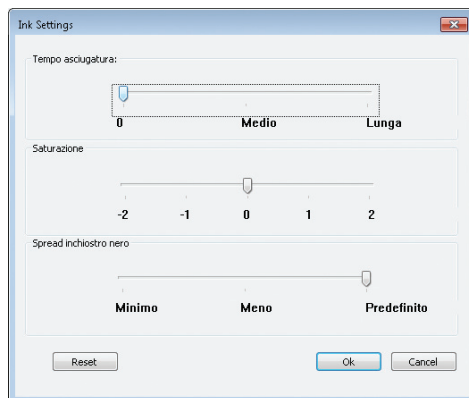 Ink Settings
Tempo asciugatura:
0 Medio Lunga
Saturazione
-2 -1 0 1 2
Spread inchiostro nero
Minimo Meno Predefinito
Reset Ok Cancel